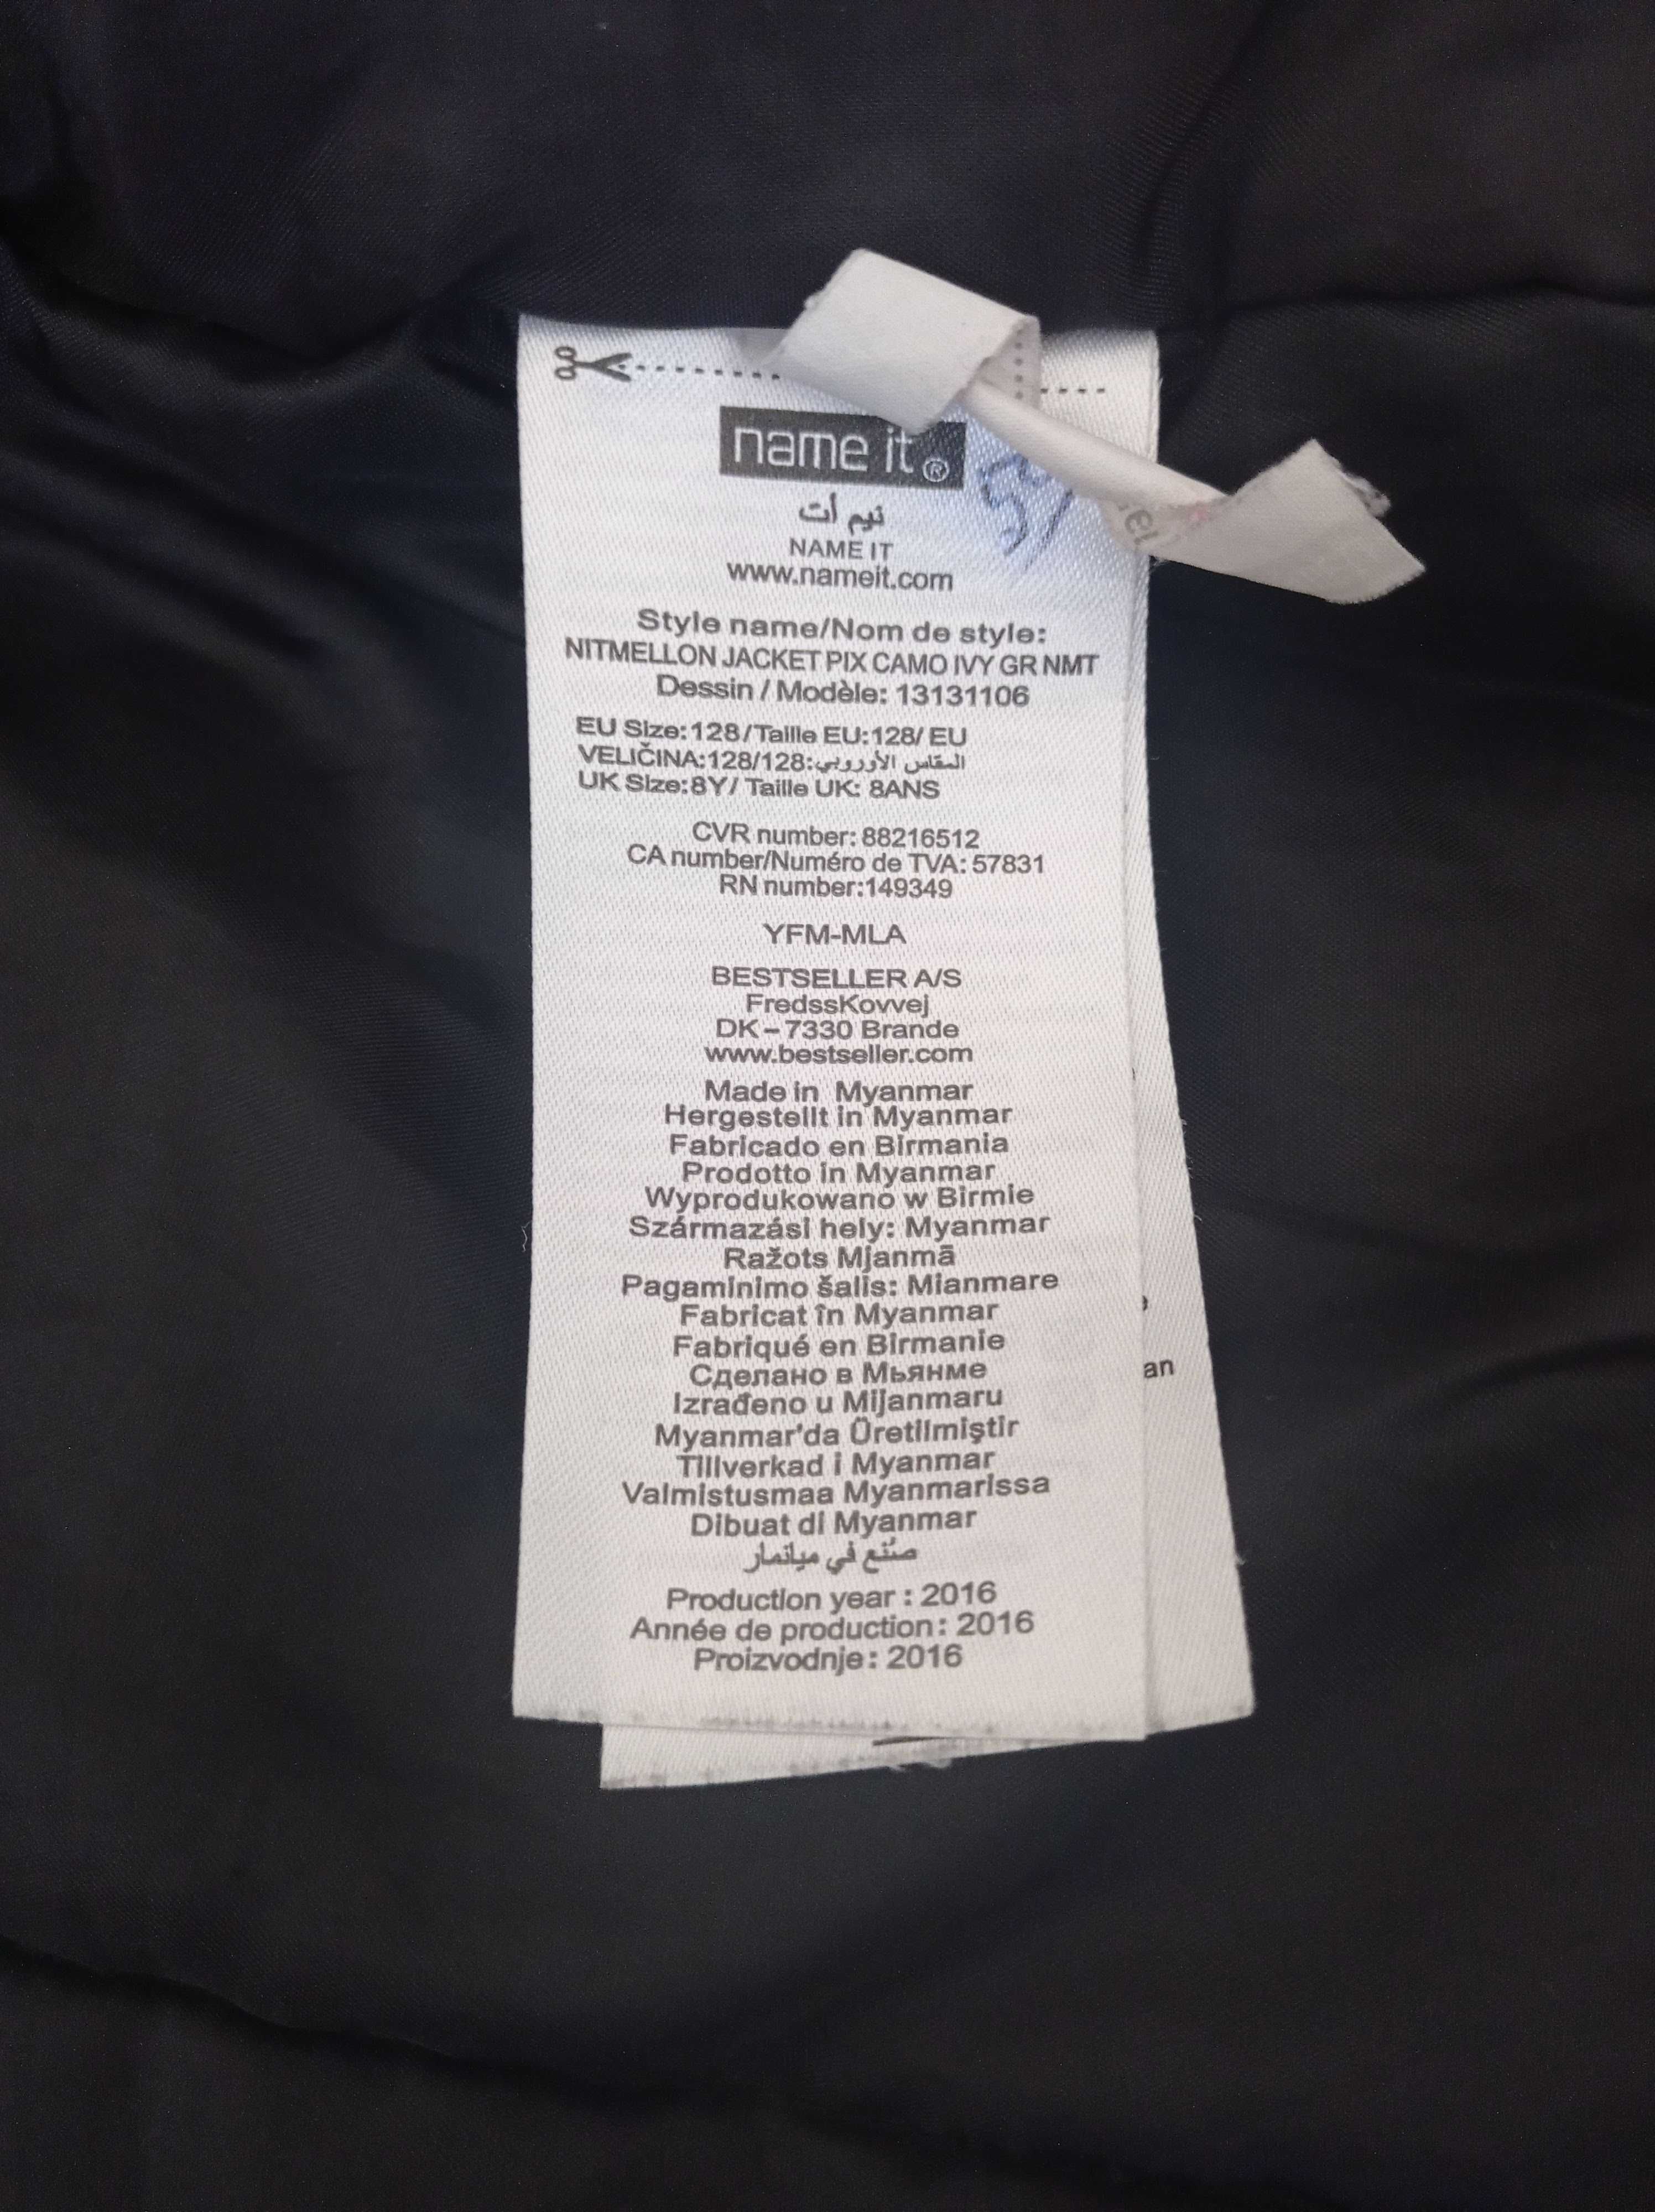 name it ®
نيم ات
NAME IT
www.nameit.com
Style name/Nom de style:
NITMELLON JACKET PIX CAMO IVY GR NMT
Dessin / Modèle: 13131106
EU Size:128/Taille EU:128/ EU
VELIČINA:128/128:المقاس الأوروبي
UK Size:8Y/ Taille UK: 8ANS
CVR number: 88216512
CA number/Numéro de TVA: 57831
RN number:149349
YFM-MLA
BESTSELLER A/S
FredssKovvej
DK – 7330 Brande
www.bestseller.com
Made in Myanmar
Hergestellt in Myanmar
Fabricado en Birmania
Prodotto in Myanmar
Wyprodukowano w Birmie
Származási hely: Myanmar
Ražots Mjanmā
Pagaminimo šalis: Mianmare
Fabricat în Myanmar
Fabriqué en Birmanie
Сделано в Мьянме
Izrađeno u Mijanmaru
Myanmar'da Üretilmiştir
Tillverkad i Myanmar
Valmistusmaa Myanmarissa
Dibuat di Myanmar
صنع في ميانمار
Production year : 2016
Année de production: 2016
Proizvodnje: 2016
an